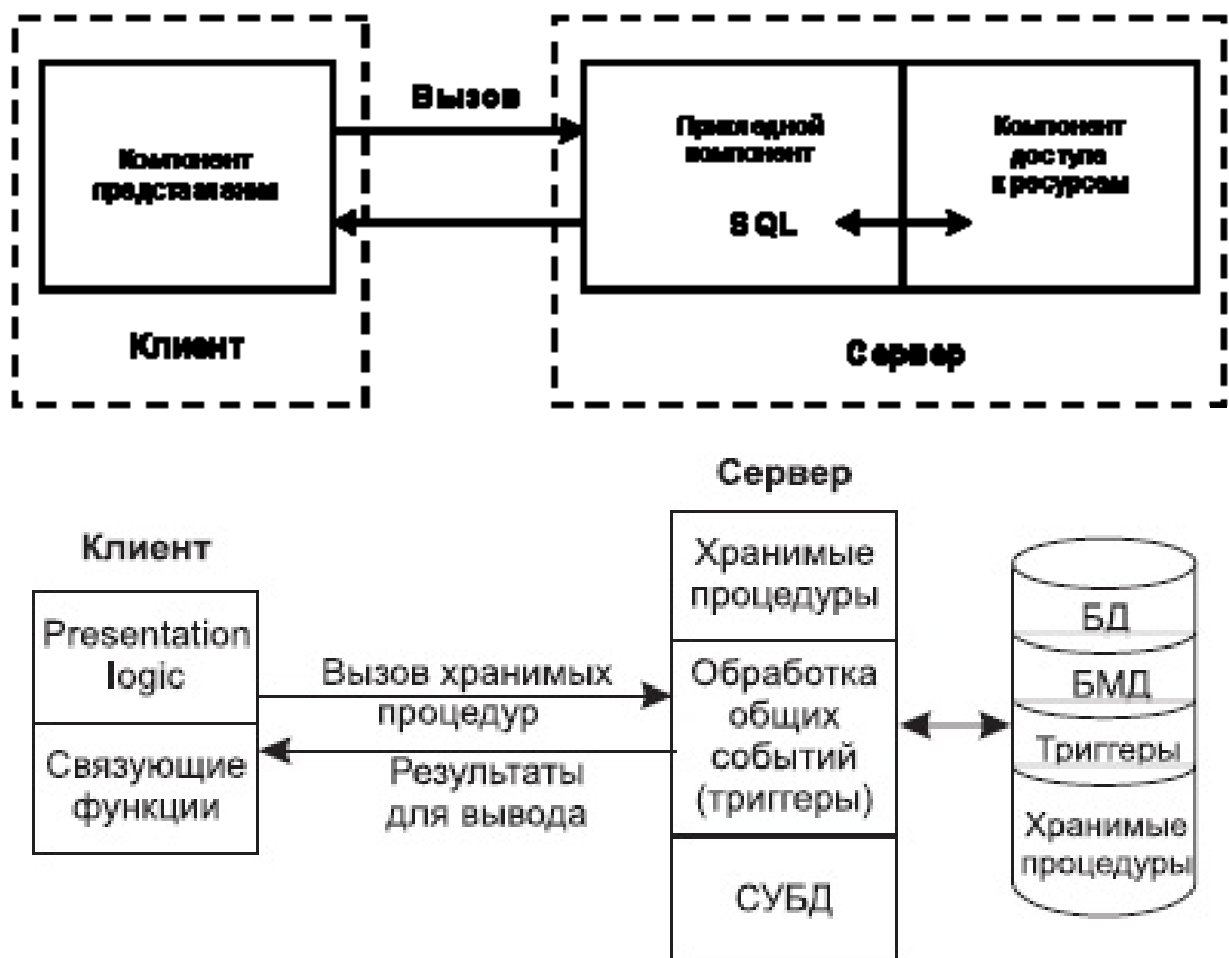 Вызов
Компонент
представления
Прикладной
компонент
SQL
Компонент
доступа
к ресурсам
Клиент
Сервер
Сервер
Клиент
Presentation
logic
Связующие
функции
Вызов хранимых
процедур
Результаты
для вывода
Хранимые
процедуры
Обработка
общих
событий
(триггеры)
СУБД
БД
БМД
Триггеры
Хранимые
процедуры